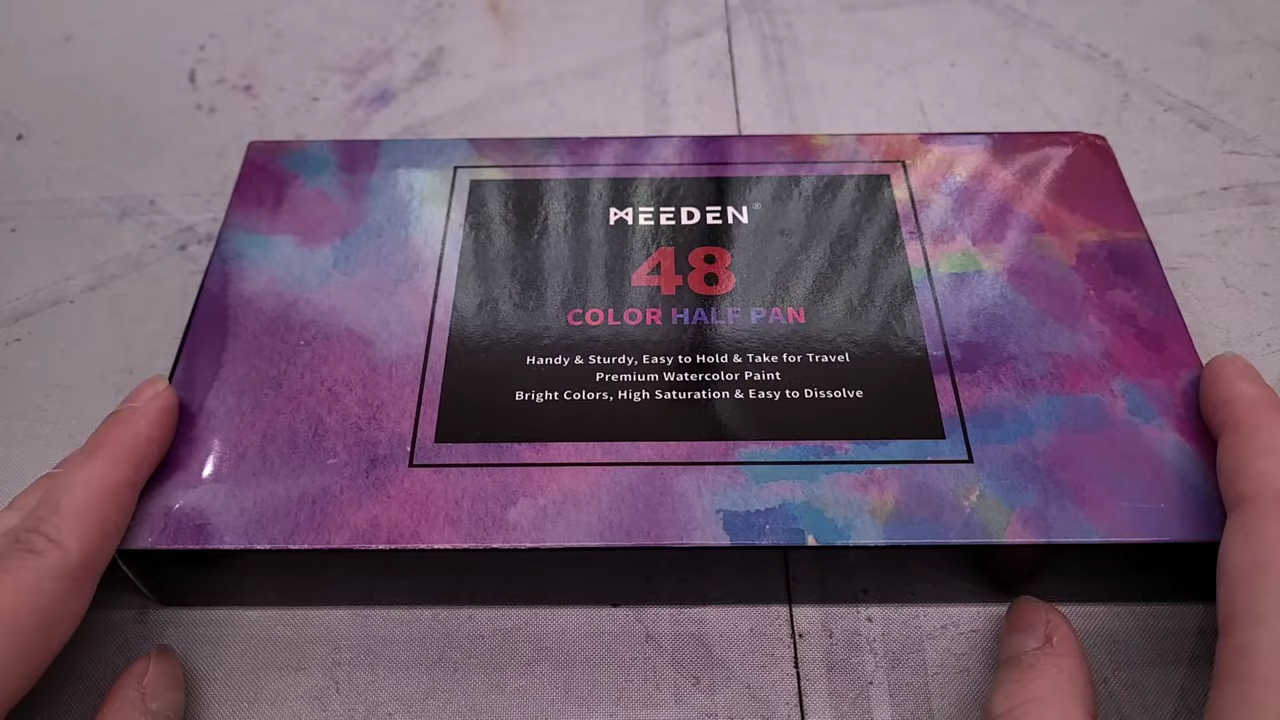 MEEDEN®
48
COLOR HALF PAN
Handy & Sturdy, Easy to Hold & Take for Travel
Premium Watercolor Paint
Bright Colors, High Saturation & Easy to Dissolve